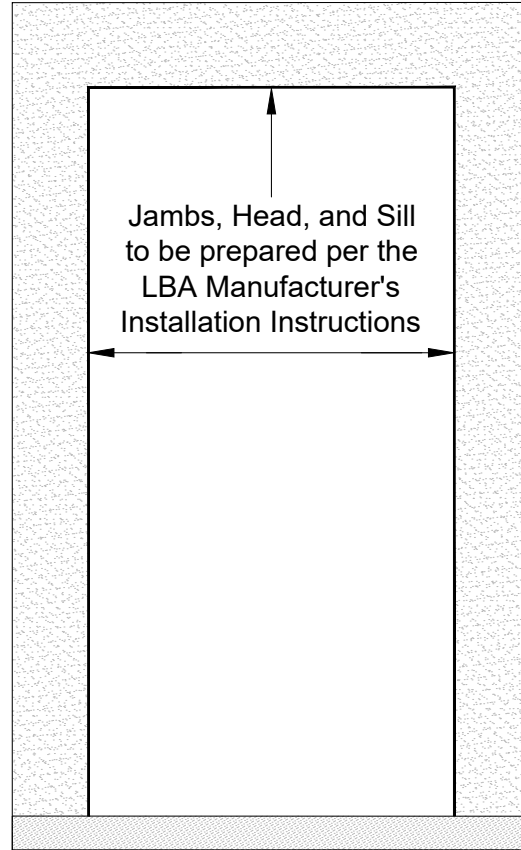 Jambs, Head, and Sill
to be prepared per the
LBA Manufacturer's
Installation Instructions